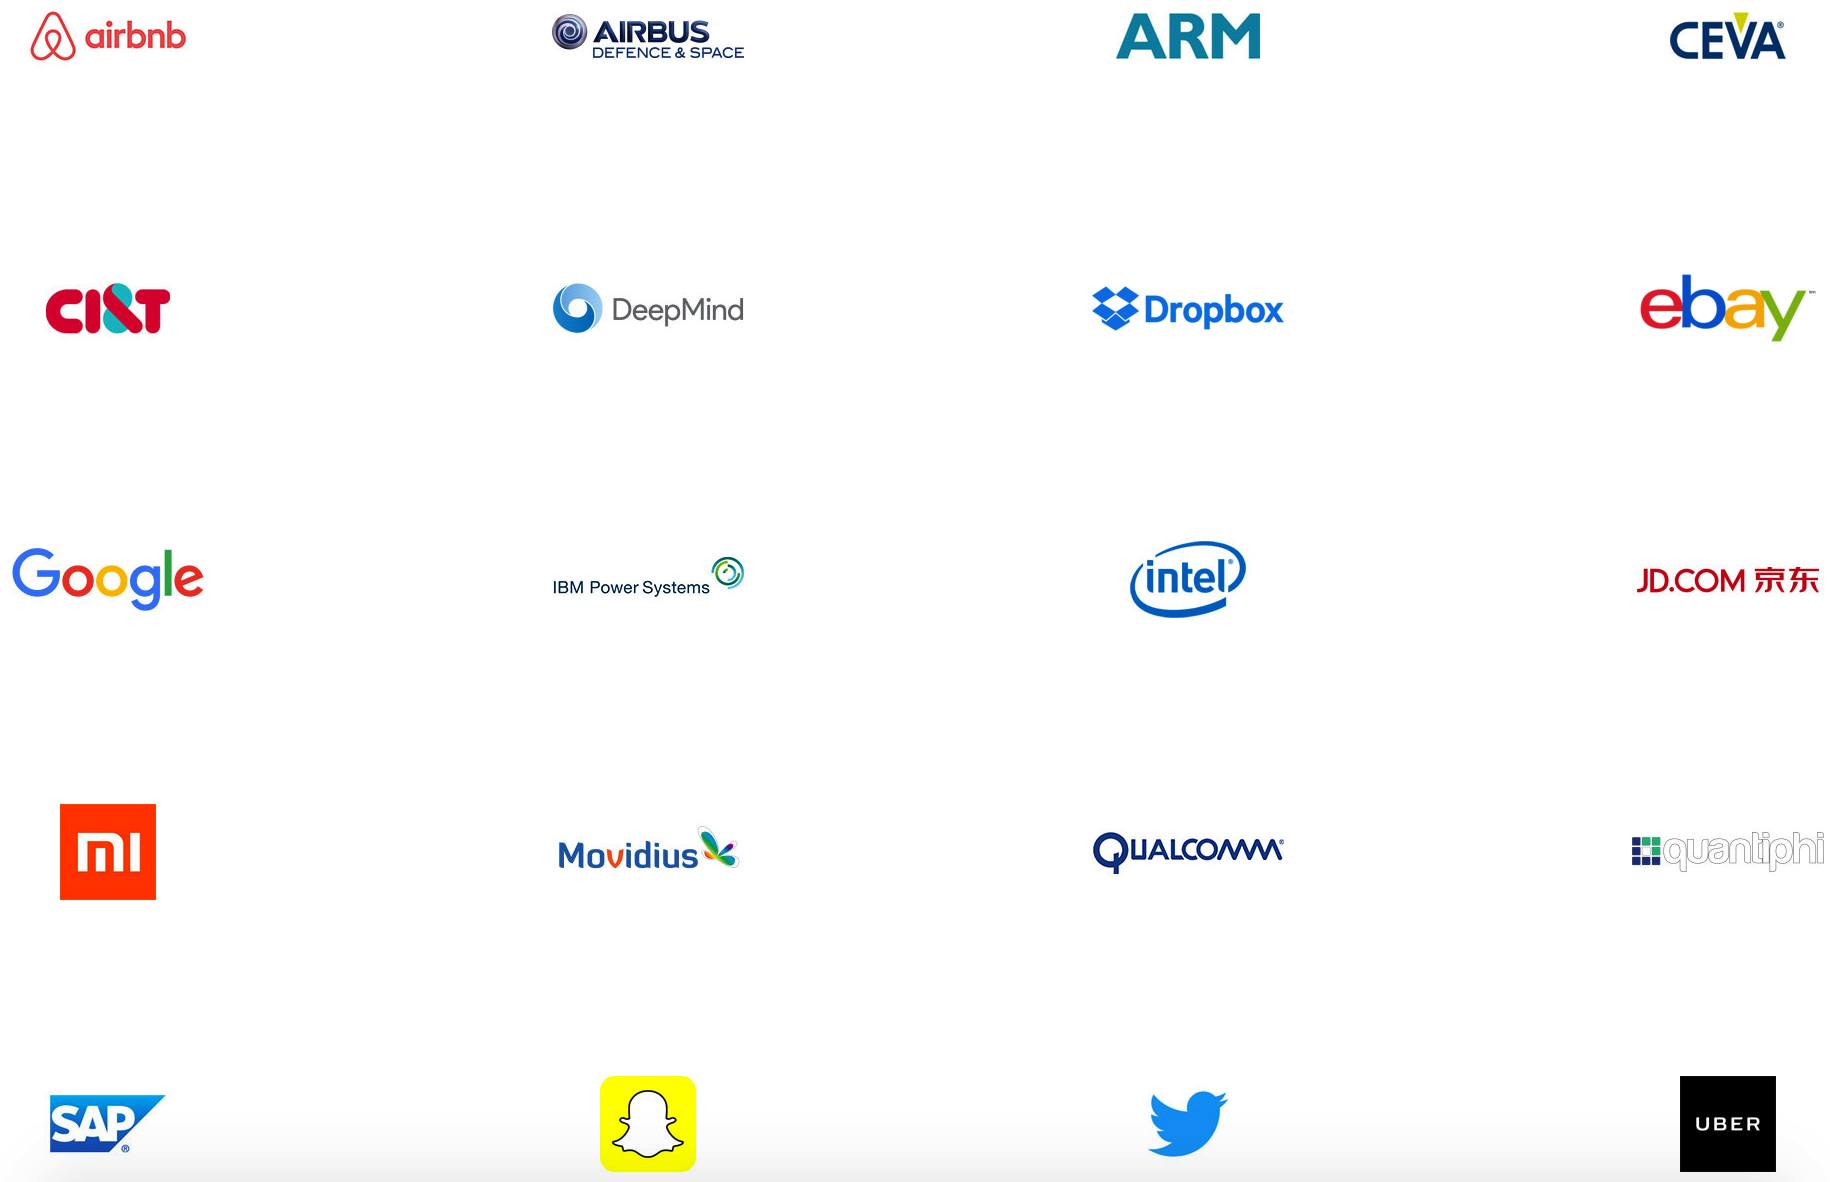 airbnb
AIRBUS
DEFENCE & SPACE
ARM
CEVA®
CI&T
DeepMind
Dropbox
ebay™
Google
IBM Power Systems
intel®
JD.COM 京东
MI
Movidius
QUALCOMM®
quantiphi
SAP®
UBER